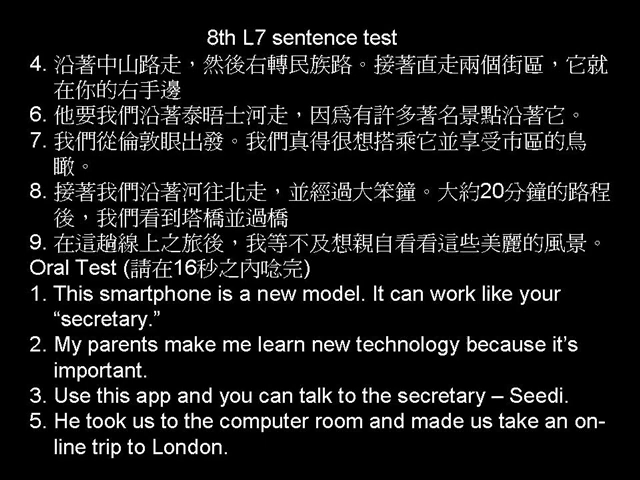 8th L7 sentence test
4. 沿著中山路走，然後右轉民族路。接著直走兩個街區，它就
在你的右手邊
6. 他要我們沿著泰晤士河走，因為有許多著名景點沿著它。
7. 我們從倫敦眼出發。我們真得很想搭乘它並享受市區的鳥
瞰。
8. 接著我們沿著河往北走，並經過大笨鐘。大約20分鐘的路程
後，我們看到塔橋並過橋
9. 在這趟線上之旅後，我等不及想親自看看這些美麗的風景。
Oral Test (請在16秒之內唸完)
1. This smartphone is a new model. It can work like your
“secretary.”
2. My parents make me learn new technology because it’s
important.
3. Use this app and you can talk to the secretary – Seedi.
5. He took us to the computer room and made us take an on-
line trip to London.